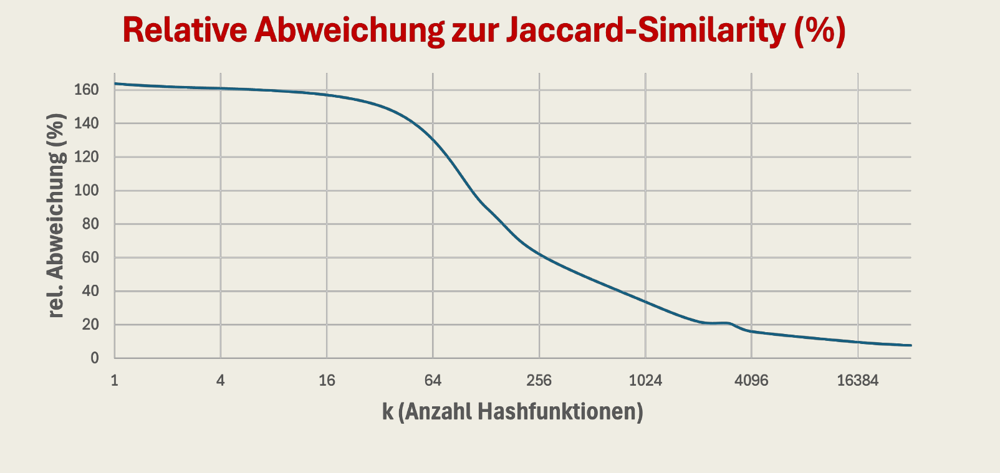 Relative Abweichung zur Jaccard-Similarity (%)
rel. Abweichung (%)
160
140
120
100
80
60
40
20
0
1 4 16 64 256 1024 4096 16384
k (Anzahl Hashfunktionen)